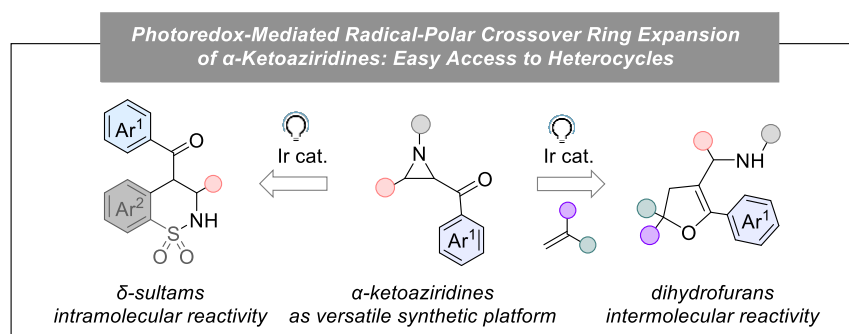 Photoredox-Mediated Radical-Polar Crossover Ring Expansion
of α-Ketoaziridines: Easy Access to Heterocycles
Ar¹
O
Ar²
NH
S
O O
Ir cat.
N
O
Ar¹
Ir cat.
NH
O
Ar¹
δ-sultams
intramolecular reactivity
α-ketoaziridines
as versatile synthetic platform
dihydrofurans
intermolecular reactivity